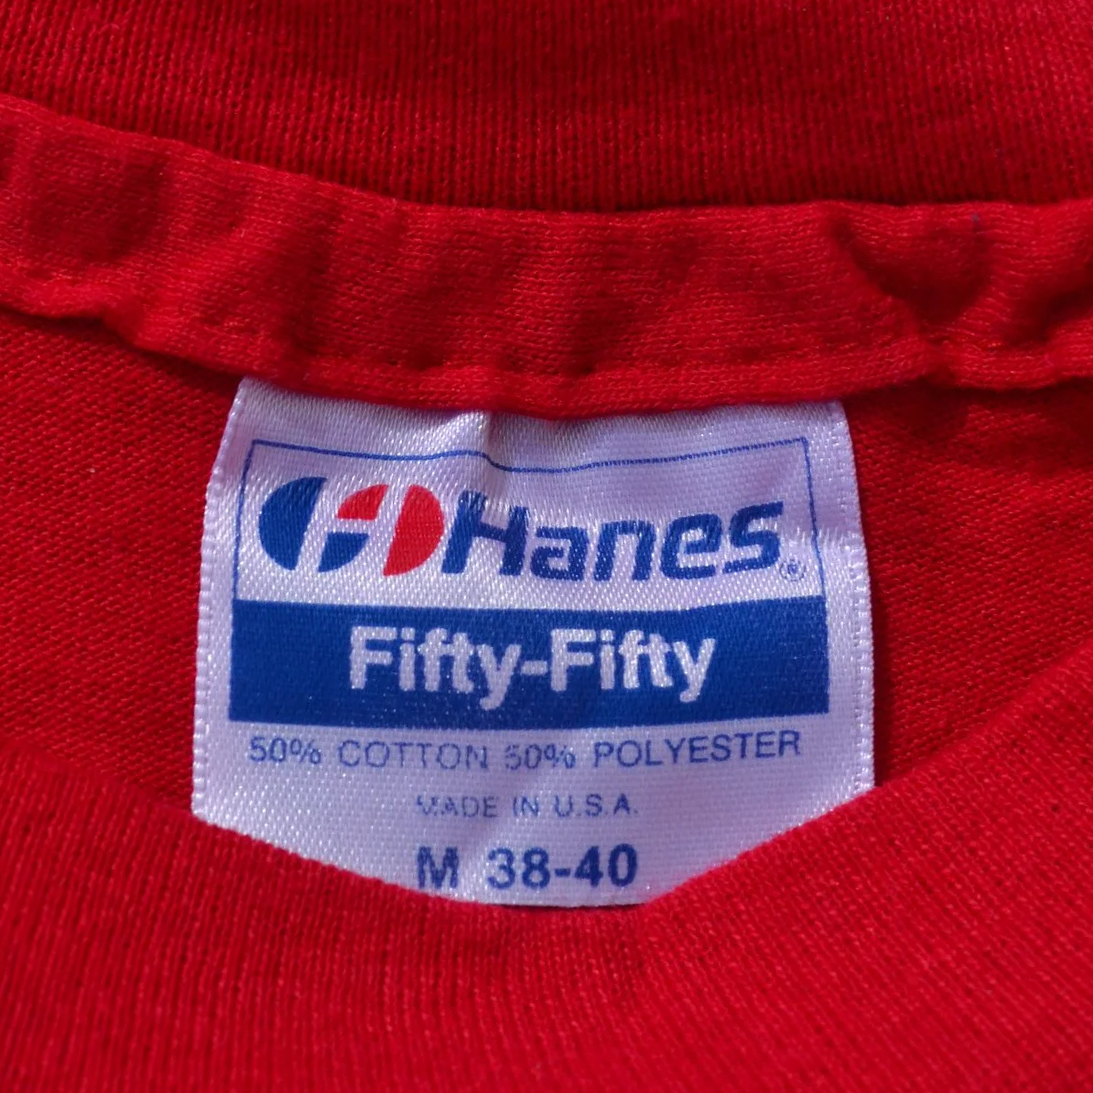 Hanes®
Fifty-Fifty
50% COTTON 50% POLYESTER
MADE IN U.S.A.
M 38-40